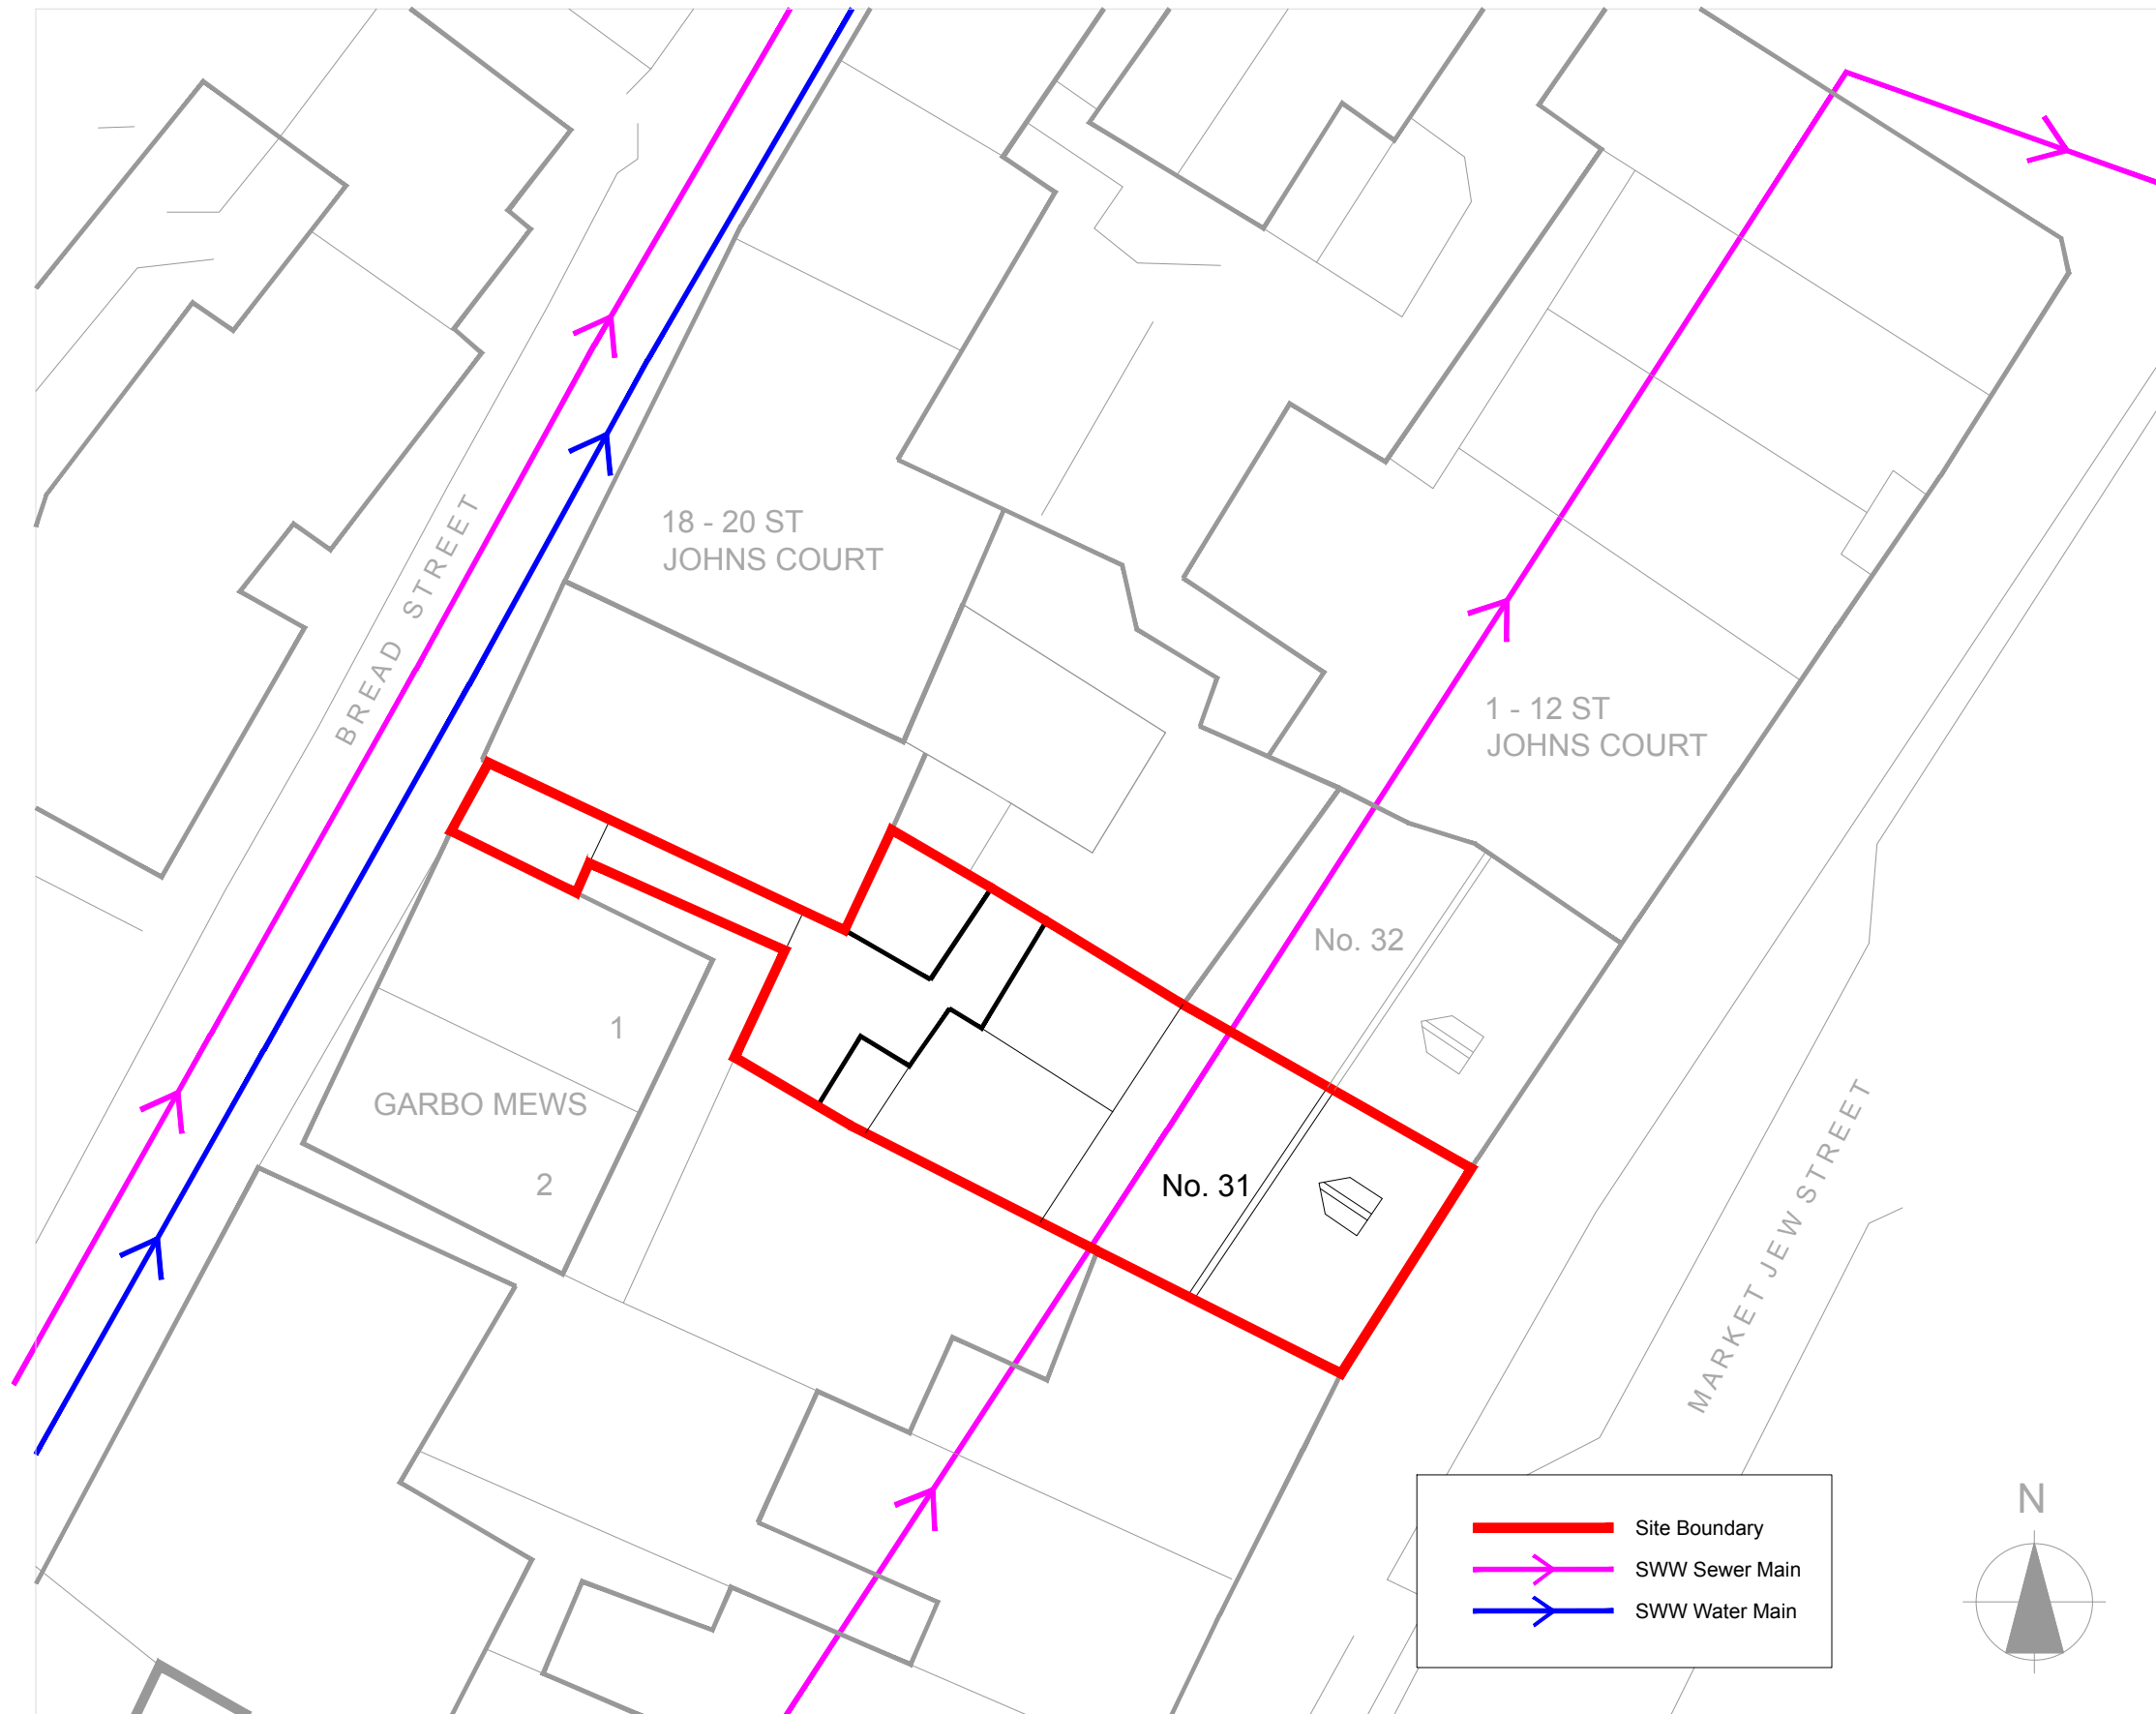 18 - 20 ST
JOHNS COURT
BREAD STREET
1 - 12 ST
JOHNS COURT
No. 32
1
GARBO MEWS
2
No. 31
MARKET JEW STREET
N
Site Boundary
SWW Sewer Main
SWW Water Main